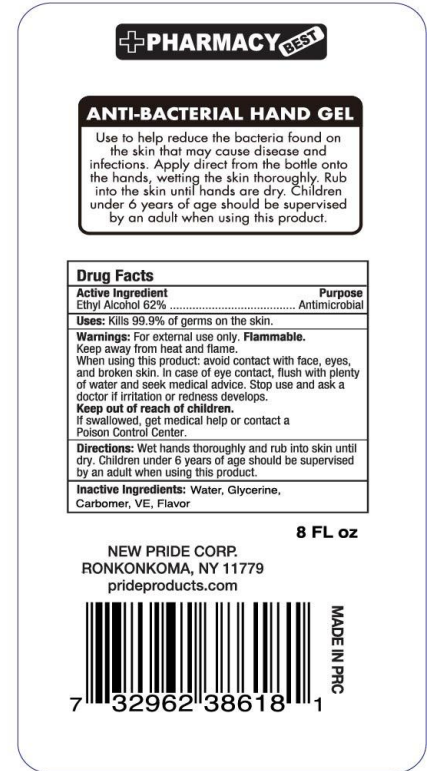 PHARMACY BEST
ANTI-BACTERIAL HAND GEL
Use to help reduce the bacteria found on
the skin that may cause disease and
infections. Apply direct from the bottle onto
the hands, wetting the skin thoroughly. Rub
into the skin until hands are dry. Children
under 6 years of age should be supervised
by an adult when using this product.
Drug Facts
Active Ingredient Purpose
Ethyl Alcohol 62% ....................................... Antimicrobial
Uses: Kills 99.9% of germs on the skin.
Warnings: For external use only. Flammable.
Keep away from heat and flame.
When using this product: avoid contact with face, eyes,
and broken skin. In case of eye contact, flush with plenty
of water and seek medical advice. Stop use and ask a
doctor if irritation or redness develops.
Keep out of reach of children.
If swallowed, get medical help or contact a
Poison Control Center.
Directions: Wet hands thoroughly and rub into skin until
dry. Children under 6 years of age should be supervised
by an adult when using this product.
Inactive Ingredients: Water, Glycerine,
Carbomer, VE, Flavor
8 FL oz
NEW PRIDE CORP.
RONKONKOMA, NY 11779
prideproducts.com
MADE IN PRC
7 32962 38618 1